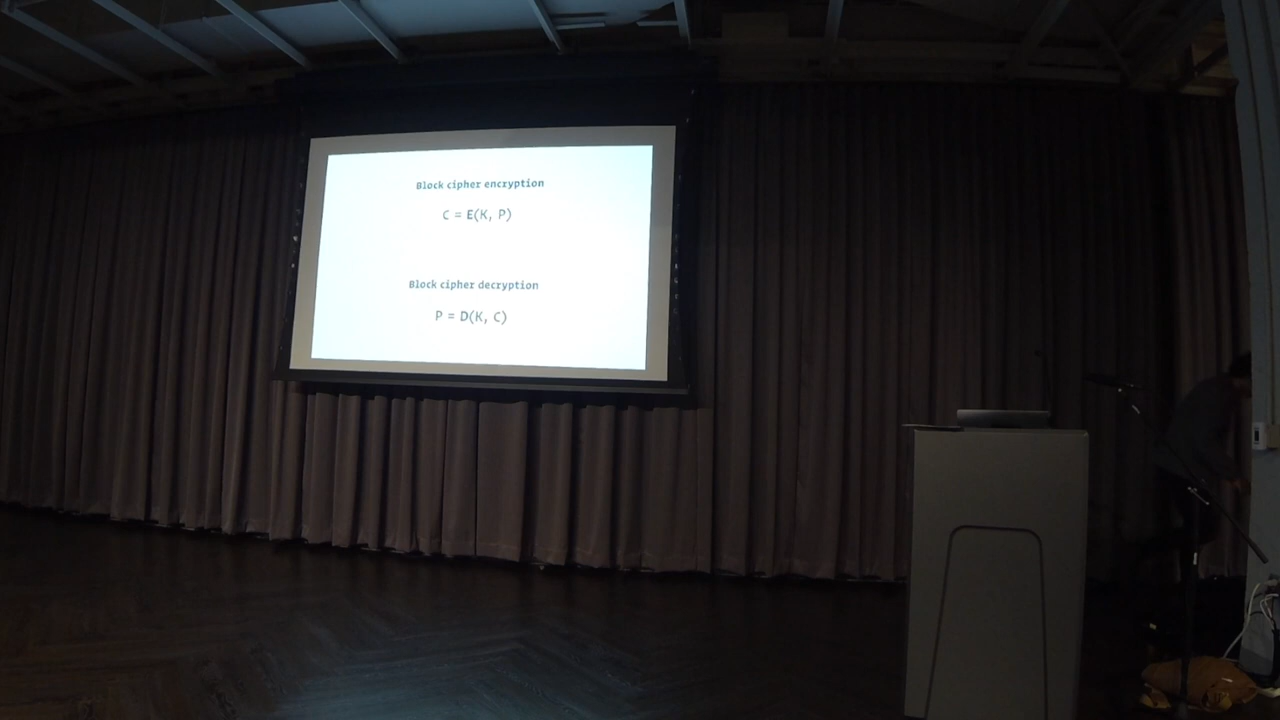 Block cipher encryption
C = E(K, P)
Block cipher decryption
P = D(K, C)